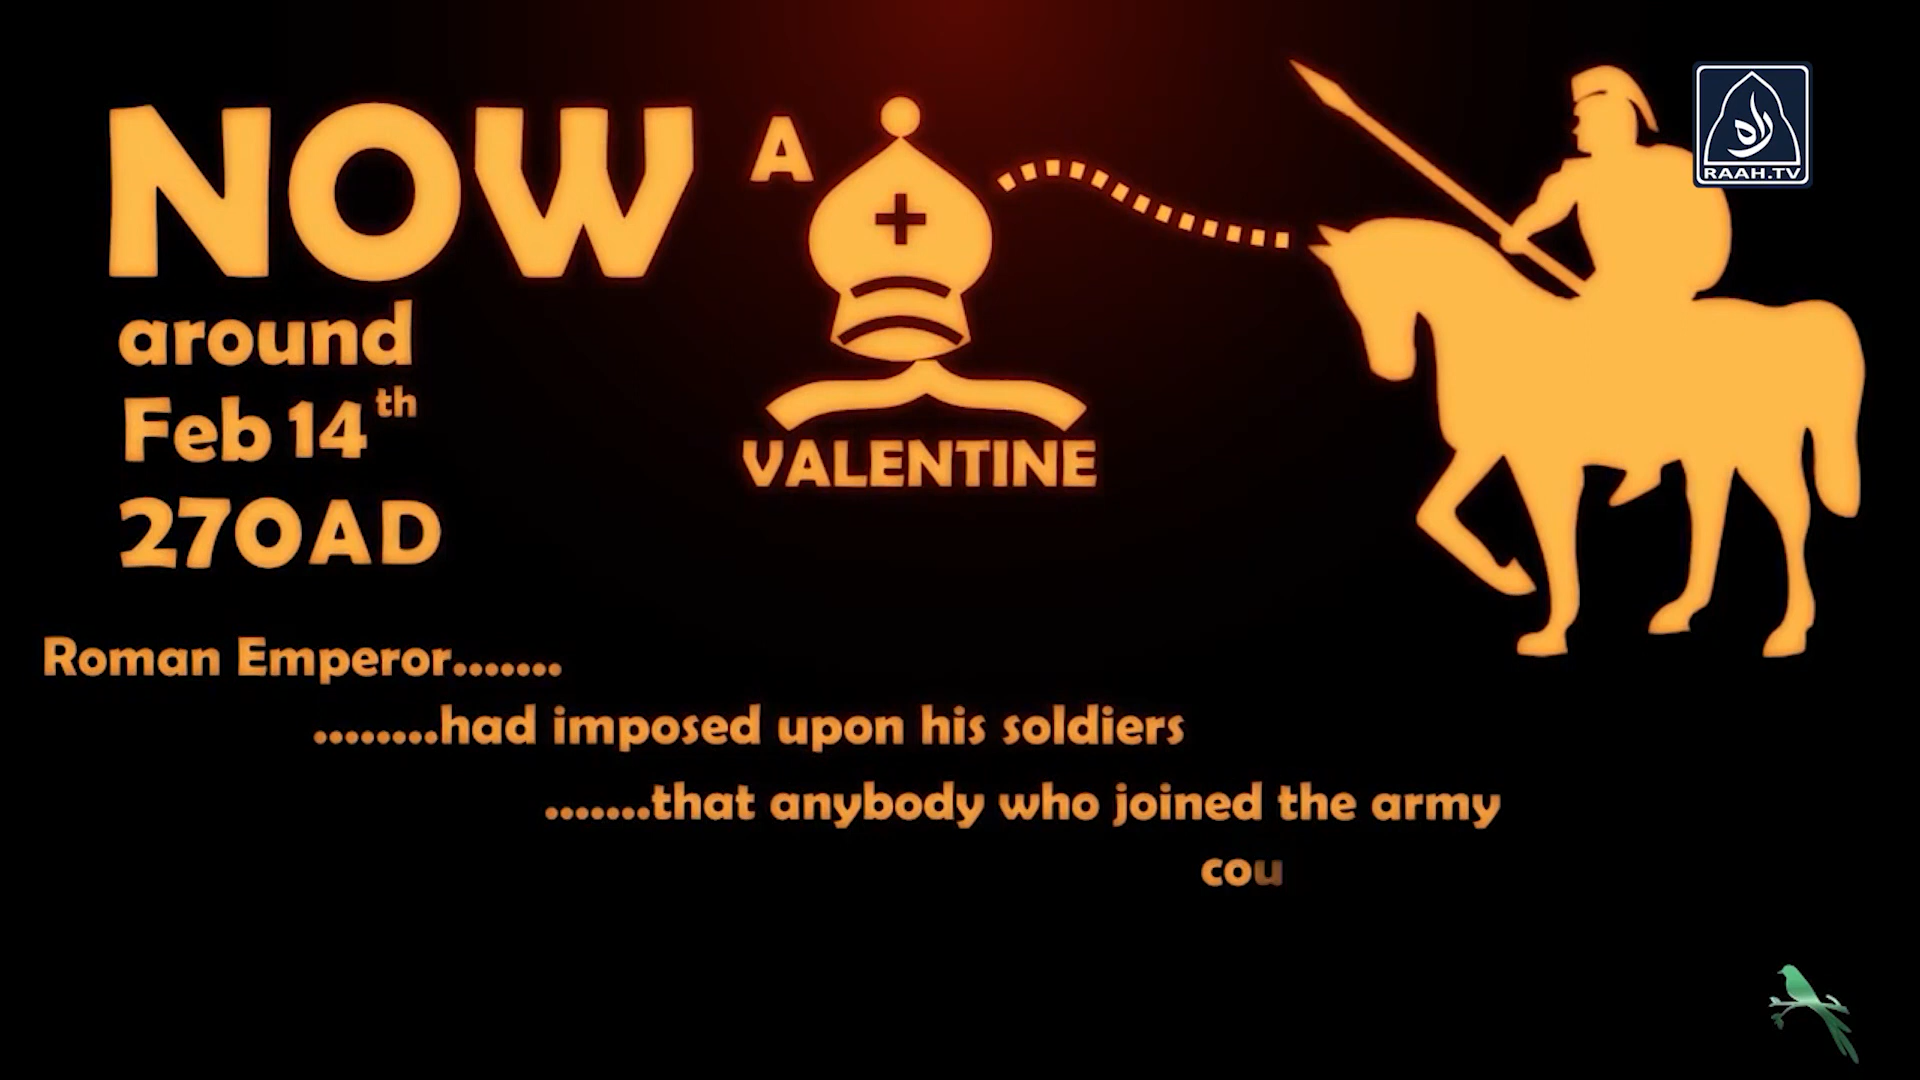 NOW
around
Feb 14th
270AD
A
VALENTINE
راه
RAAH.TV
Roman Emperor.......
........had imposed upon his soldiers
.......that anybody who joined the army
cou